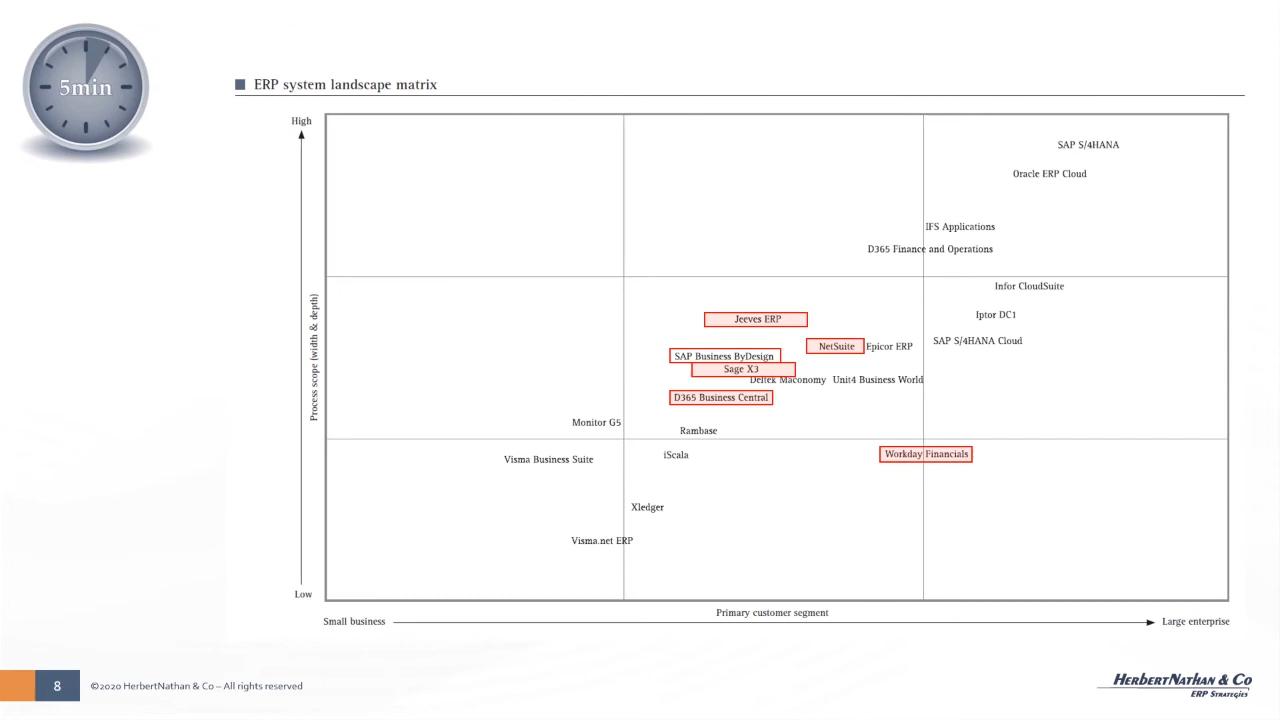 5min
ERP system landscape matrix
High
SAP S/4HANA
Oracle ERP Cloud
IFS Applications
D365 Finance and Operations
Infor CloudSuite
Process scope (width & depth)
Jeeves ERP
Iptor DC1
NetSuite Epicor ERP
SAP S/4HANA Cloud
SAP Business ByDesign
Sage X3
Deltek Maconomy Unit4 Business World
D365 Business Central
Monitor G5
Rambase
Visma Business Suite
iScala
Workday Financials
Xledger
Visma.net ERP
Low
Primary customer segment
Small business
Large enterprise
8
©2020 HerbertNathan & Co – All rights reserved
HerbertNathan & Co
ERP Strategies